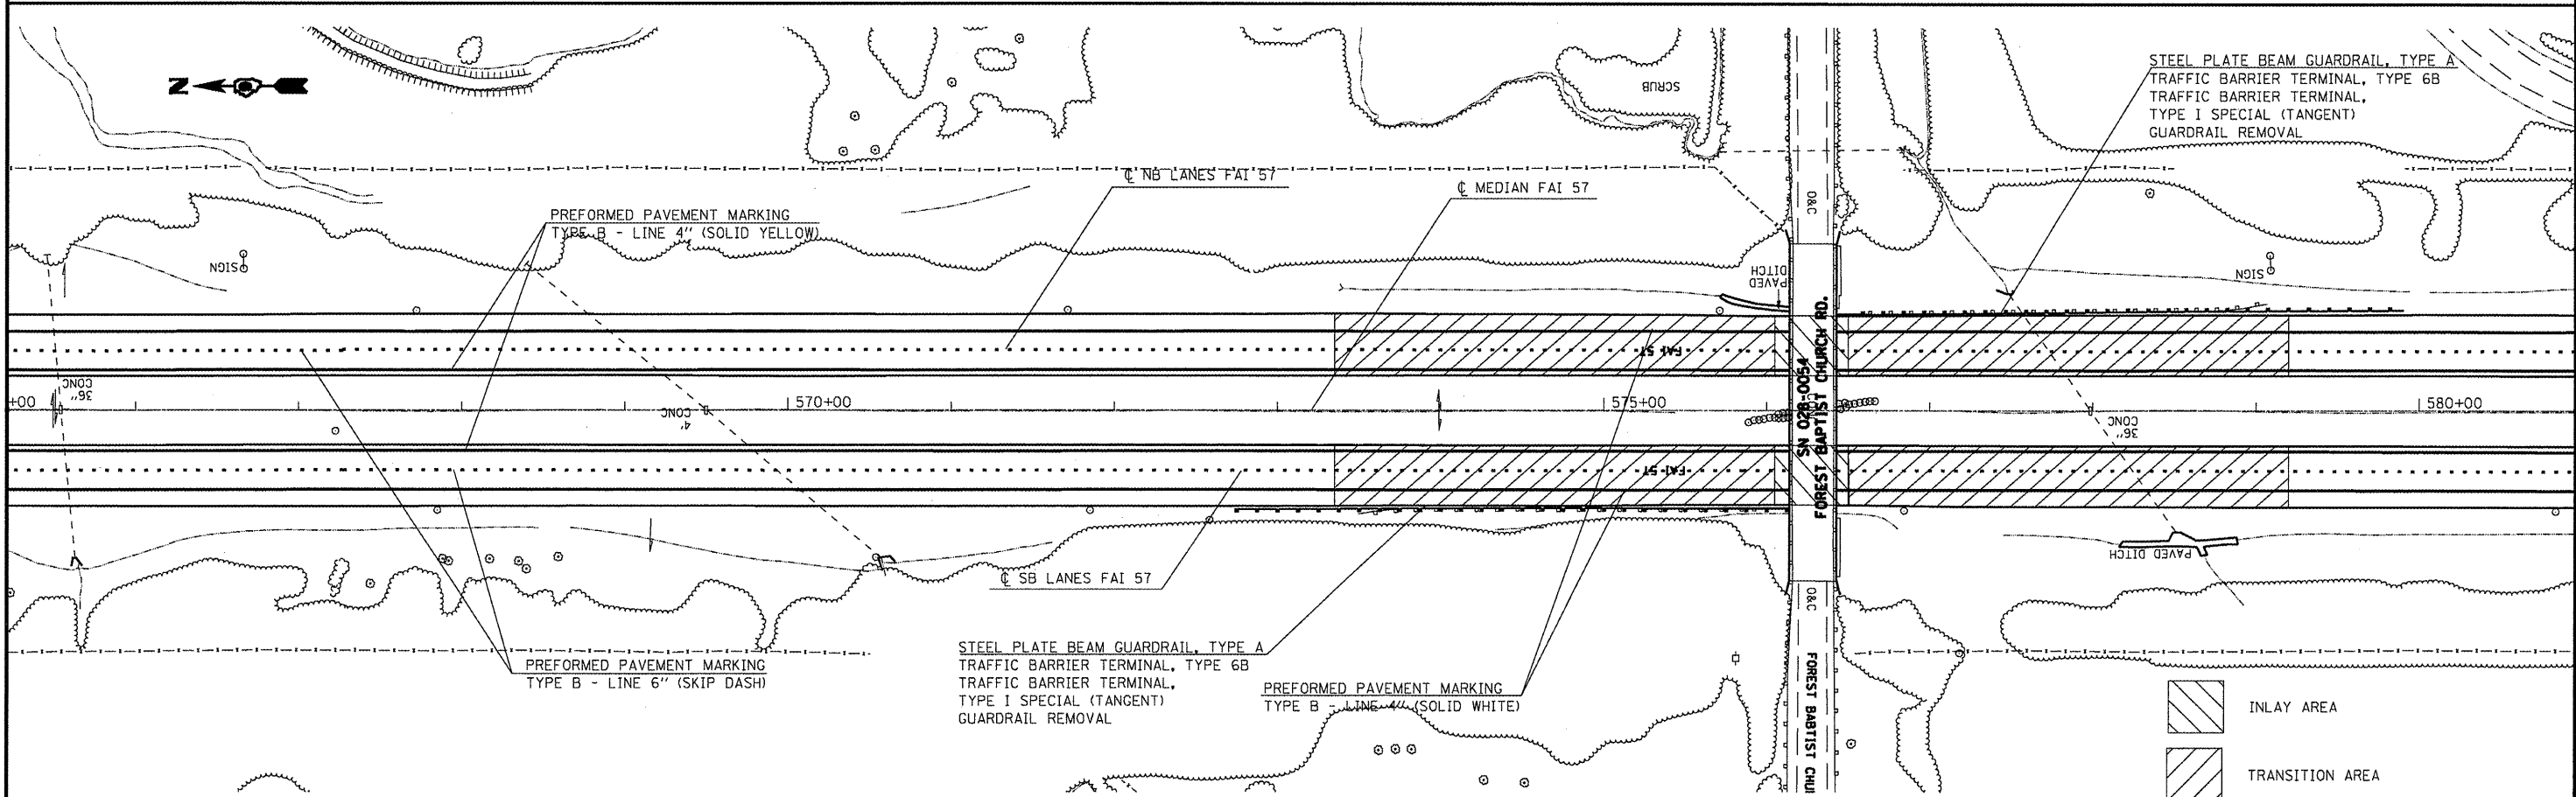 STEEL PLATE BEAM GUARDRAIL, TYPE A
TRAFFIC BARRIER TERMINAL, TYPE 6B
TRAFFIC BARRIER TERMINAL,
TYPE I SPECIAL (TANGENT)
GUARDRAIL REMOVAL
Z
SCRUB
℄ NB LANES FAI 57
℄ MEDIAN FAI 57
O&C
PREFORMED PAVEMENT MARKING
TYPE B - LINE 4" (SOLID YELLOW)
SIGN
PAVED
DITCH
SIGN
FAI 57
SN 028-0054
FOREST BAPTIST CHURCH RD.
36"
CONC
+00
4'
CONC
570+00
575+00
36"
CONC
580+00
FAI 57
PAVED DITCH
℄ SB LANES FAI 57
O&C
FOREST BABTIST CHU
STEEL PLATE BEAM GUARDRAIL, TYPE A
TRAFFIC BARRIER TERMINAL, TYPE 6B
TRAFFIC BARRIER TERMINAL,
TYPE I SPECIAL (TANGENT)
GUARDRAIL REMOVAL
PREFORMED PAVEMENT MARKING
TYPE B - LINE 6" (SKIP DASH)
PREFORMED PAVEMENT MARKING
TYPE B - LINE 4" (SOLID WHITE)
INLAY AREA
TRANSITION AREA